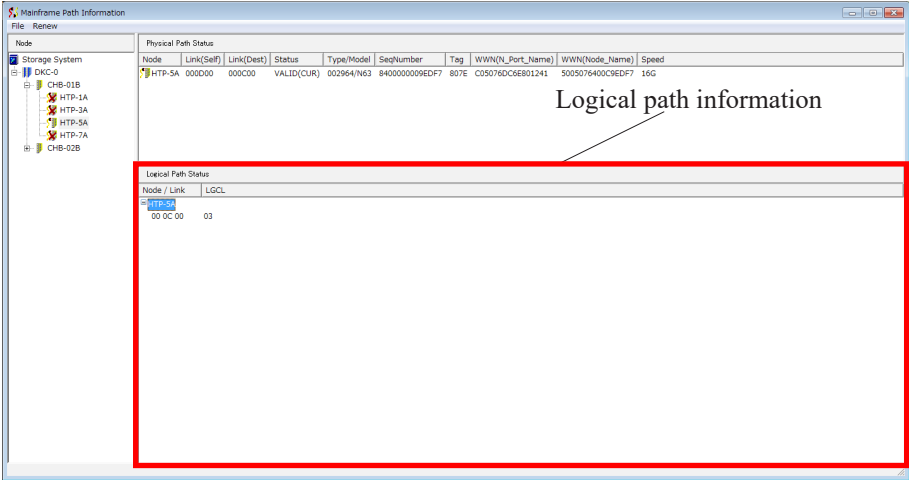 Mainframe Path Information
File Renew
Node
Storage System
DKC-0
CHB-01B
HTP-1A
HTP-3A
HTP-5A
HTP-7A
CHB-02B
Physical Path Status
Node Link(Self) Link(Dest) Status Type/Model SeqNumber Tag WWN(N_Port_Name) WWN(Node_Name) Speed
HTP-5A 000D00 000C00 VALID(CUR) 002964/N63 8400000009EDF7 807E C05076DC6E801241 5005076400C9EDF7 16G
Logical path information
Logical Path Status
Node / Link LGCL
HTP-5A
00 0C 00 03